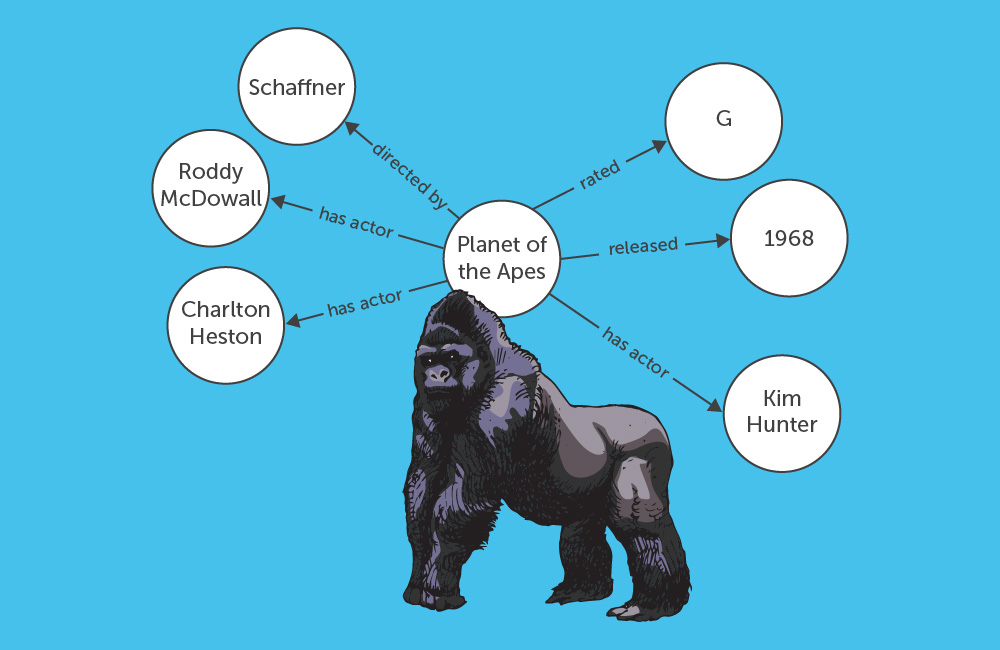 Schaffner
directed by
Roddy
McDowall
has actor
Charlton
Heston
has actor
Planet of
the Apes
rated
G
released
1968
has actor
Kim
Hunter